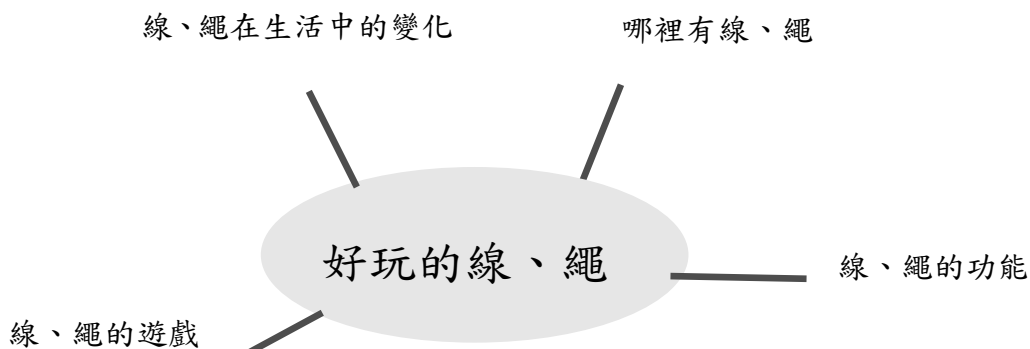 線、繩在生活中的變化
哪裡有線、繩
好玩的線、繩
線、繩的功能
線、繩的遊戲